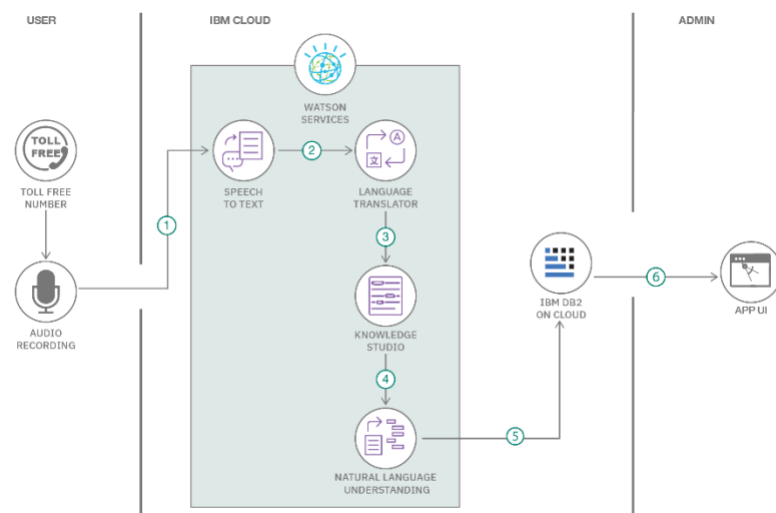 USER
IBM CLOUD
ADMIN
WATSON
SERVICES
TOLL
FREE
TOLL FREE
NUMBER
1
SPEECH
TO TEXT
2
A
文
LANGUAGE
TRANSLATOR
3
AUDIO
RECORDING
KNOWLEDGE
STUDIO
4
NATURAL LANGUAGE
UNDERSTANDING
5
IBM DB2
ON CLOUD
6
APP UI